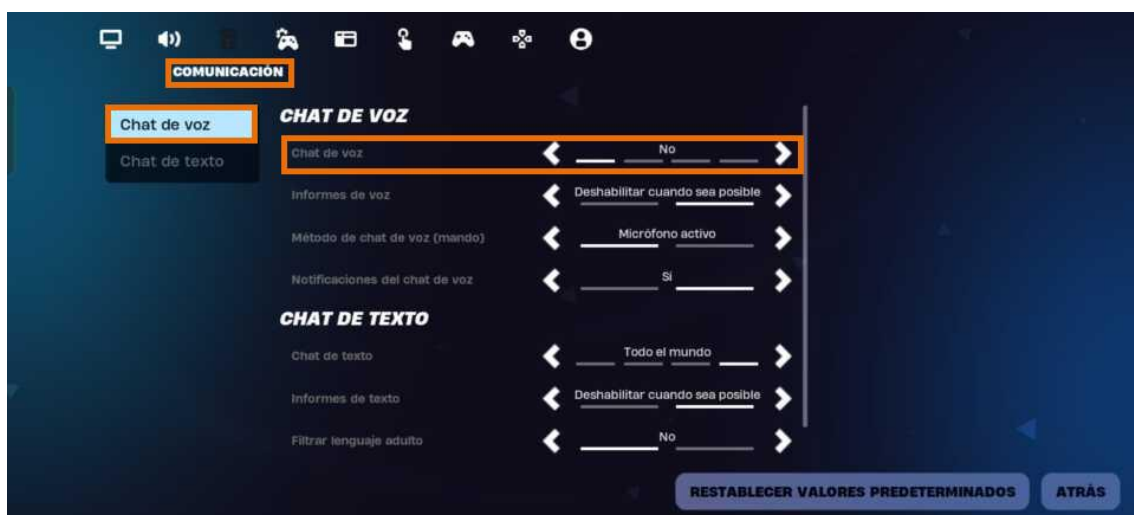 COMUNICACIÓN
Chat de voz
Chat de texto
CHAT DE VOZ
Chat de voz
No
Informes de voz
Deshabilitar cuando sea posible
Método de chat de voz (mando)
Micrófono activo
Notificaciones del chat de voz
Sí
CHAT DE TEXTO
Chat de texto
Todo el mundo
Informes de texto
Deshabilitar cuando sea posible
Filtrar lenguaje adulto
No
RESTABLECER VALORES PREDETERMINADOS
ATRÁS